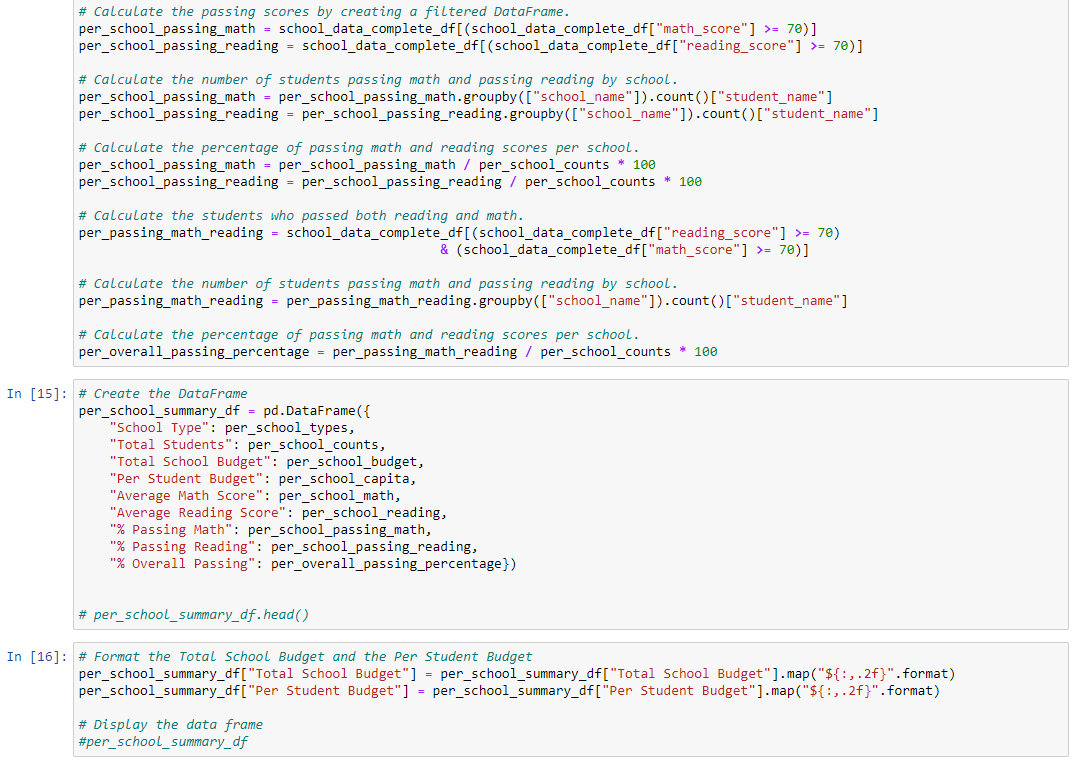 # Calculate the passing scores by creating a filtered DataFrame.
per_school_passing_math = school_data_complete_df[(school_data_complete_df["math_score"] >= 70)]
per_school_passing_reading = school_data_complete_df[(school_data_complete_df["reading_score"] >= 70)]

# Calculate the number of students passing math and passing reading by school.
per_school_passing_math = per_school_passing_math.groupby(["school_name"]).count()["student_name"]
per_school_passing_reading = per_school_passing_reading.groupby(["school_name"]).count()["student_name"]

# Calculate the percentage of passing math and reading scores per school.
per_school_passing_math = per_school_passing_math / per_school_counts * 100
per_school_passing_reading = per_school_passing_reading / per_school_counts * 100

# Calculate the students who passed both reading and math.
per_passing_math_reading = school_data_complete_df[(school_data_complete_df["reading_score"] >= 70)
& (school_data_complete_df["math_score"] >= 70)]

# Calculate the number of students passing math and passing reading by school.
per_passing_math_reading = per_passing_math_reading.groupby(["school_name"]).count()["student_name"]

# Calculate the percentage of passing math and reading scores per school.
per_overall_passing_percentage = per_passing_math_reading / per_school_counts * 100

In [15]: # Create the DataFrame
per_school_summary_df = pd.DataFrame({
"School Type": per_school_types,
"Total Students": per_school_counts,
"Total School Budget": per_school_budget,
"Per Student Budget": per_school_capita,
"Average Math Score": per_school_math,
"Average Reading Score": per_school_reading,
"% Passing Math": per_school_passing_math,
"% Passing Reading": per_school_passing_reading,
"% Overall Passing": per_overall_passing_percentage})

# per_school_summary_df.head()

In [16]: # Format the Total School Budget and the Per Student Budget
per_school_summary_df["Total School Budget"] = per_school_summary_df["Total School Budget"].map("${:,.2f}".format)
per_school_summary_df["Per Student Budget"] = per_school_summary_df["Per Student Budget"].map("${:,.2f}".format)

# Display the data frame
#per_school_summary_df